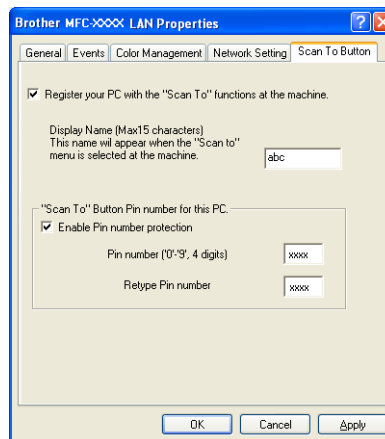 Brother MFC-XXXX LAN Properties
General Events Color Management Network Setting Scan To Button
Register your PC with the "Scan To" functions at the machine.
Display Name (Max15 characters)
This name wil appear when the "Scan to"
menu is selected at the machine.
abc
"Scan To" Button Pin number for this PC.
Enable Pin number protection
Pin number ('0'-'9', 4 digits)
xxxx
Retype Pin number
xxxx
OK Cancel Apply